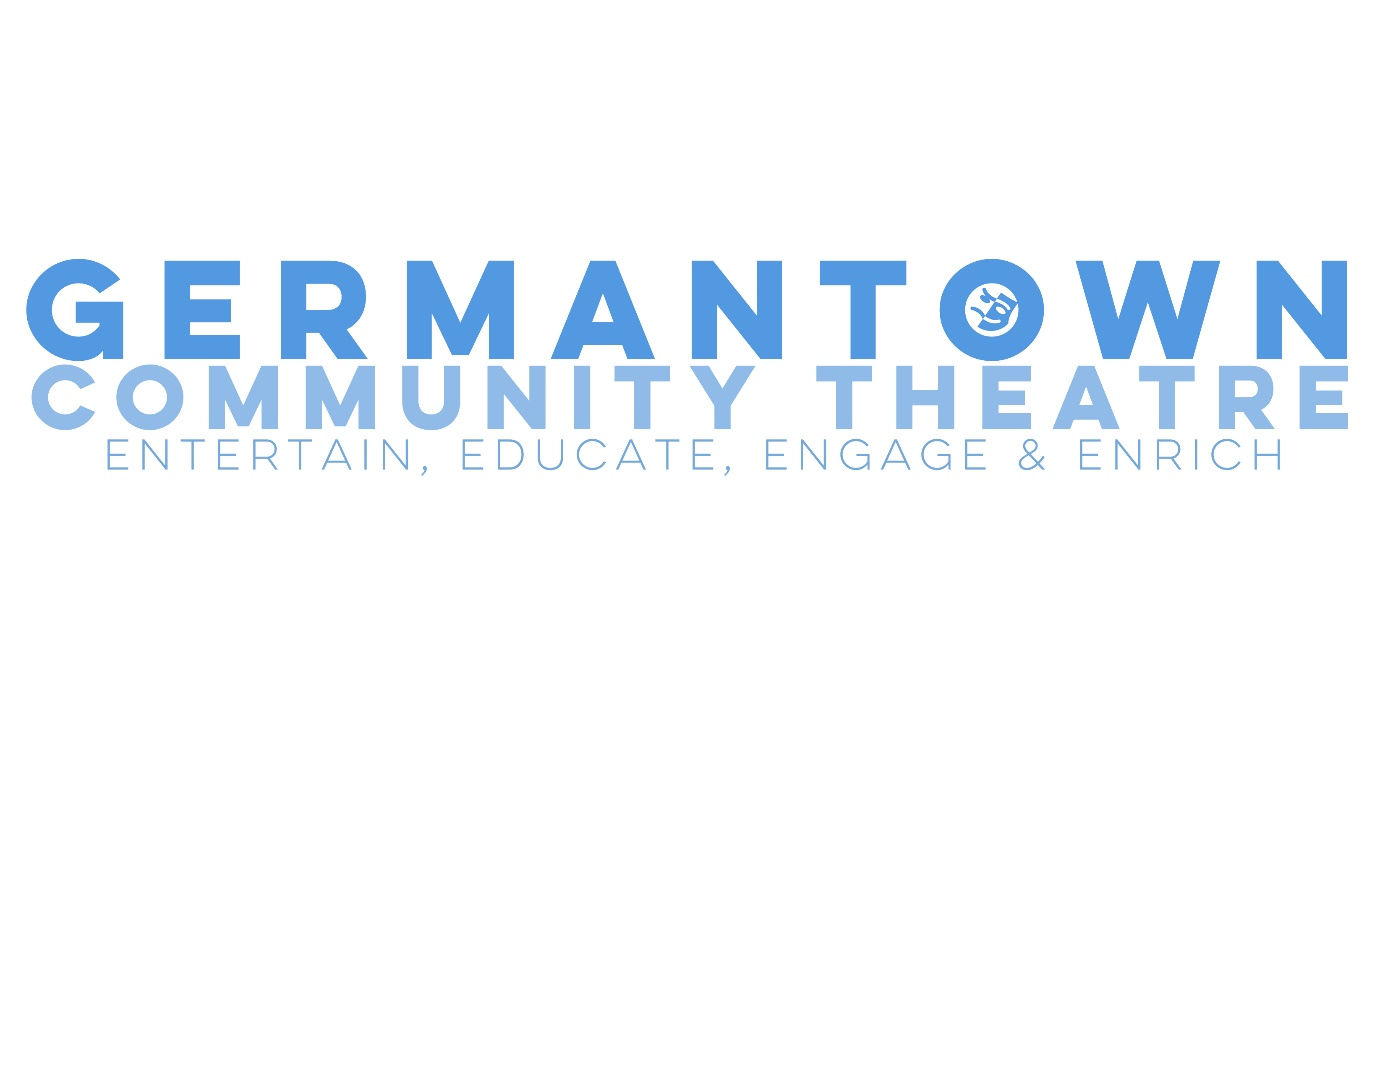 GERMANTOWN
COMMUNITY THEATRE
ENTERTAIN, EDUCATE, ENGAGE & ENRICH